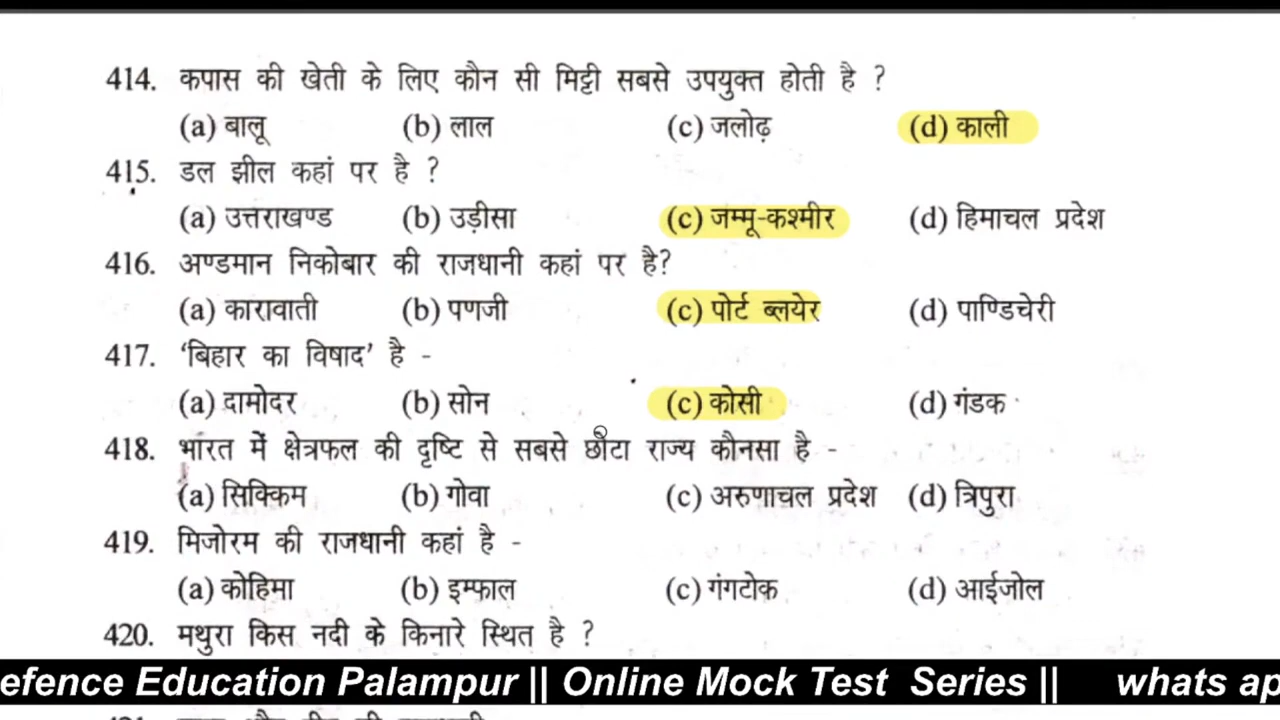 414. कपास की खेती के लिए कौन सी मिट्टी सबसे उपयुक्त होती है ?
(a) बालू (b) लाल (c) जलोढ़ (d) काली
415. डल झील कहां पर है ?
(a) उत्तराखण्ड (b) उड़ीसा (c) जम्मू-कश्मीर (d) हिमाचल प्रदेश
416. अण्डमान निकोबार की राजधानी कहां पर है?
(a) कारावाती (b) पणजी (c) पोर्ट ब्लयेर (d) पाण्डिचेरी
417. ‘बिहार का विषाद’ है -
(a) दामोदर (b) सोन (c) कोसी (d) गंडक
418. भारत में क्षेत्रफल की दृष्टि से सबसे छोटा राज्य कौनसा है -
(a) सिक्किम (b) गोवा (c) अरुणाचल प्रदेश (d) त्रिपुरा
419. मिजोरम की राजधानी कहां है -
(a) कोहिमा (b) इम्फाल (c) गंगटोक (d) आईजोल
420. मथुरा किस नदी के किनारे स्थित है ?
efence Education Palampur || Online Mock Test Series || whats ap